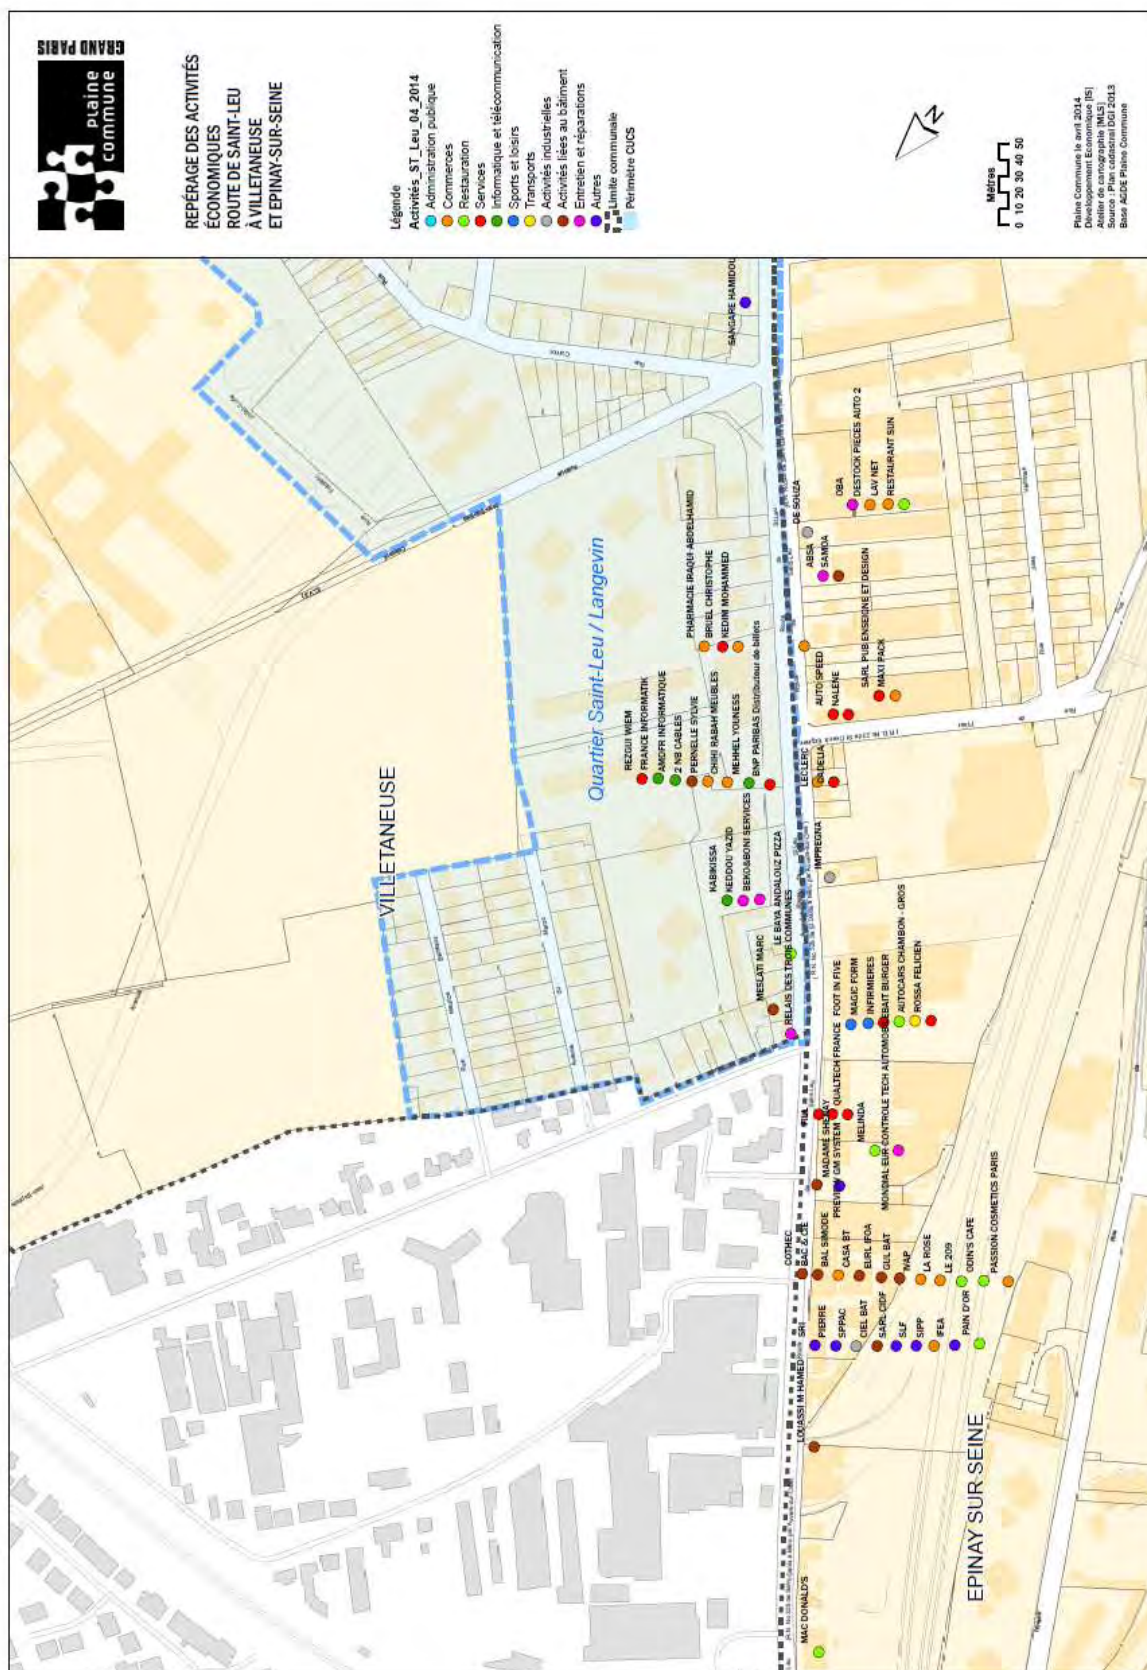 plaine
commune
GRAND PARIS
REPÉRAGE DES ACTIVITÉS
ÉCONOMIQUES
ROUTE DE SAINT-LEU
À VILLETANEUSE
ET EPINAY-SUR-SEINE
Légende
Activités_ST_Leu_04_2014
Administration publique
Commerces
Restauration
Services
Informatique et télécommunication
Sports et loisirs
Transports
Activités industrielles
Activités liées au bâtiment
Entretien et réparations
Autres
Limite communale
Périmètre CUCS
N
Mètres
0 10 20 30 40 50
Plaine Commune le avril 2014
Développement Economique [IS]
Atelier de cartographie [MLS]
Source : Plan cadastral DGI 2013
Base AGDE Plaine Commune
VILLETANEUSE
Quartier Saint-Leu / Langevin
EPINAY SUR SEINE
SANGARE HAMIDOU
PHARMACIE IRAQUI ABDELHAMID
BRUEL CHRISTOPHE
KEDIM MOHAMMED
REZGUI WIEM
FRANCE INFORMATIK
AMDFR INFORMATIQUE
2 NB CABLES
PERNELLE SYLVIE
CHIHI RABAH MEUBLES
MEHHEL YOUNESS
BNP PARIBAS Distributeur de billets
KABIKISSA
KEDDOU YAZID
BEKO&BONI SERVICES
LE BAYA ANDALOUZ PIZZA
MESLATI MARC
RELAIS DES TROIS COMMUNES
DE SOUZA
OBA
DESTOCK PIECES AUTO 2
LAV NET
RESTAURANT SUN
ABSA
SAMOA
AUTO SPEED
NALENE
SARL PUB ENSEIGNE ET DESIGN
MAXI PACK
LECLERC
IMPREGNA
FOOT IN FIVE
MAGIC FORM
INFIRMIERES
EBAIT BURGER
AUTOCARS CHAMBON - GROS
ROSSA FELICIEN
QUALTECH FRANCE
MELINDA
MONDIAL EUR CONTROLE TECH AUTOMOB
MADAME
GM SYSTEM
COTHEC
BAC & CIE
BAL SIMODE
CASA BT
EURL IFOA
GUL BAT
IVAP
LA ROSE
LE 209
ODIN'S CAFE
PASSION COSMETICS PARIS
SRI
PIERRE
SPPAC
CIEL BAT
SARL CIDF
SLF
SIPP
IFEA
PAIN D'OR
LOUASSI M HAMED
MAC DONALD'S